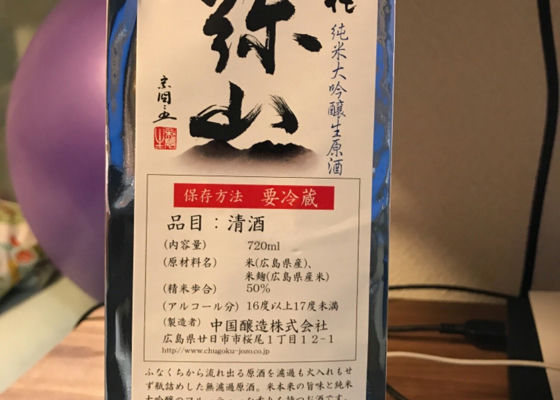 弥山
純米大吟醸生原酒
保存方法 要冷蔵
品目：清酒
(内容量) 720ml
(原材料名) 米(広島県産)、
米麹(広島県産米)
(精米歩合) 50%
(アルコール分) 16度以上17度未満
(製造者) 中国醸造株式会社
広島県廿日市市桜尾1丁目12-1
http://www.chugoku-jozo.co.jp
ふなくちから流れ出る原酒を濾過も火入れもせ
ず瓶詰めした無濾過原酒。米本来の旨味と純米